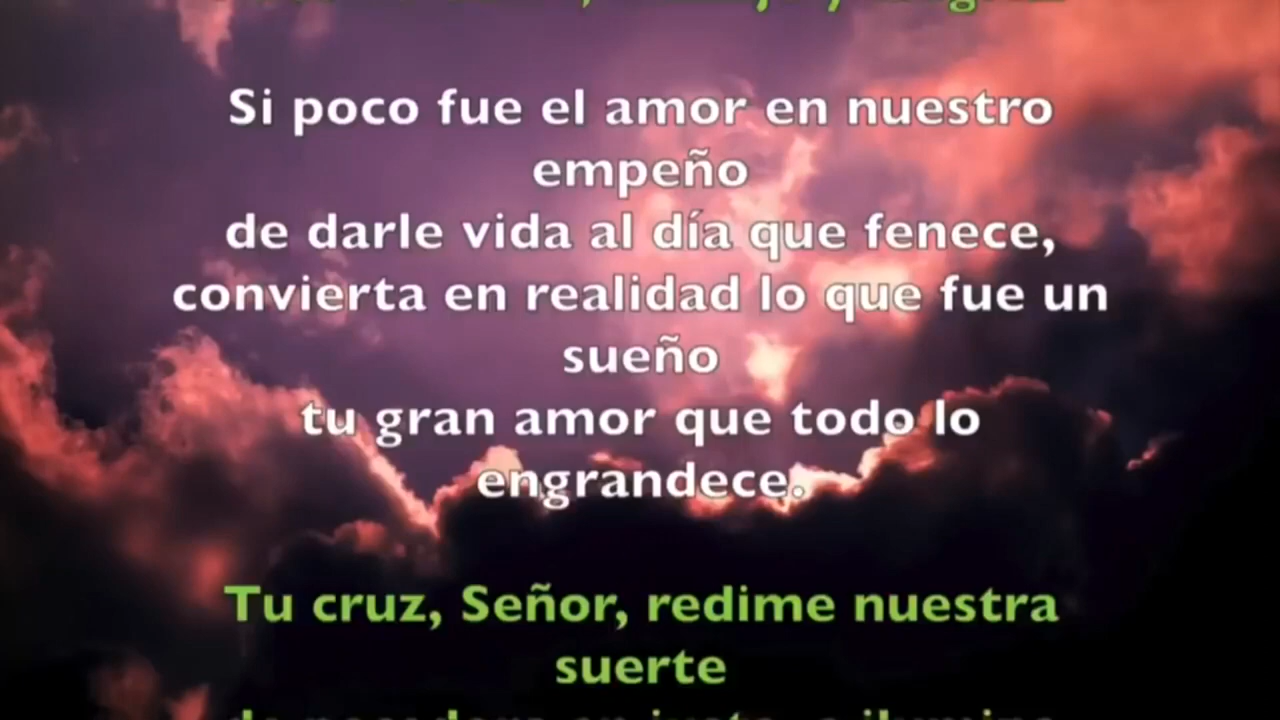 Si poco fue el amor en nuestro
empeño
de darle vida al día que fenece,
convierta en realidad lo que fue un
sueño
tu gran amor que todo lo
engrandece.
Tu cruz, Señor, redime nuestra
suerte